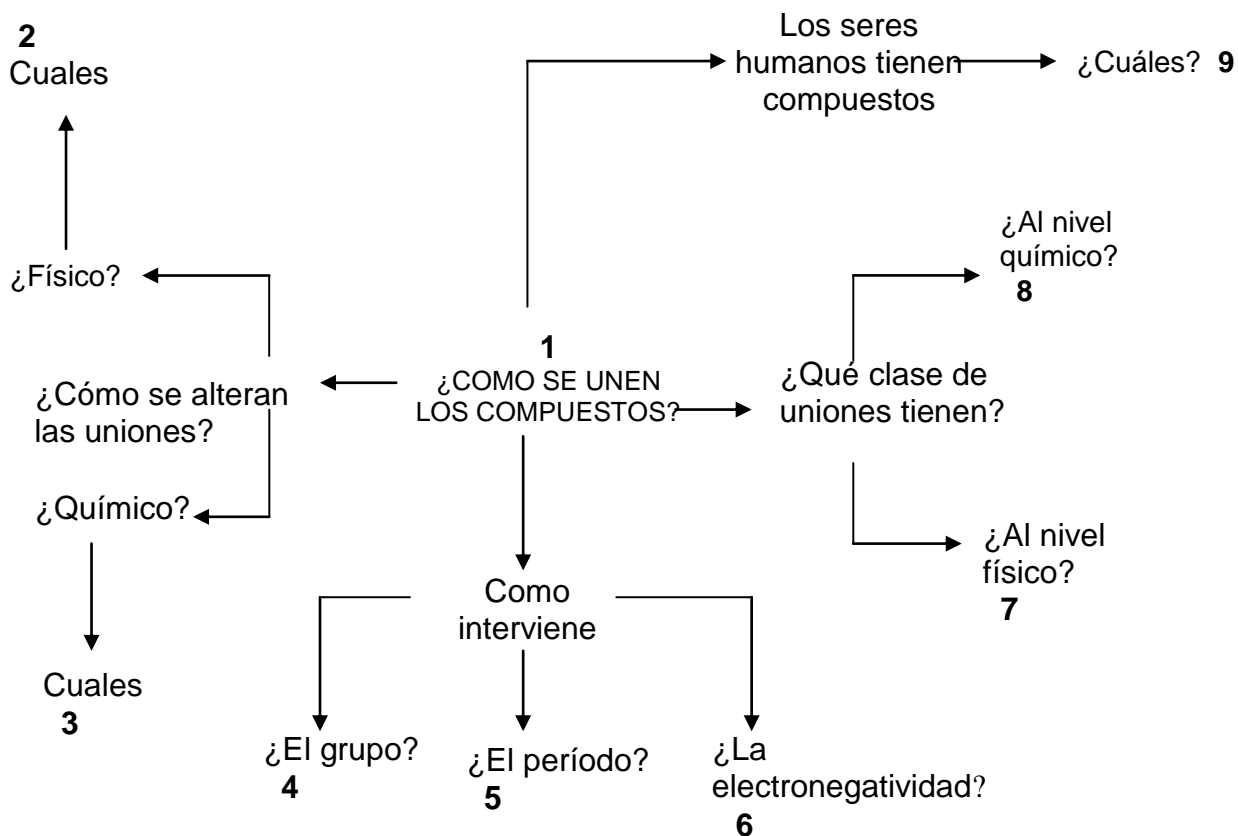 2
Cuales
Los seres
humanos tienen
compuestos
¿Cuáles? 9
¿Al nivel
químico?
8
¿Físico?
1
¿COMO SE UNEN
LOS COMPUESTOS?
¿Cómo se alteran
las uniones?
¿Qué clase de
uniones tienen?
¿Químico?
¿Al nivel
físico?
7
Como
interviene
Cuales
3
¿El grupo?
4
¿El período?
5
¿La
electronegatividad?
6